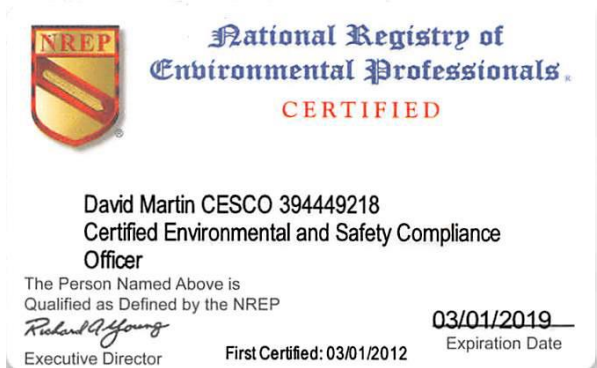 NREP
®
National Registry of
Environmental Professionals®
CERTIFIED
David Martin CESCO 394449218
Certified Environmental and Safety Compliance
Officer
The Person Named Above is
Qualified as Defined by the NREP
Richard A. Young
Executive Director
First Certified: 03/01/2012
03/01/2019
Expiration Date